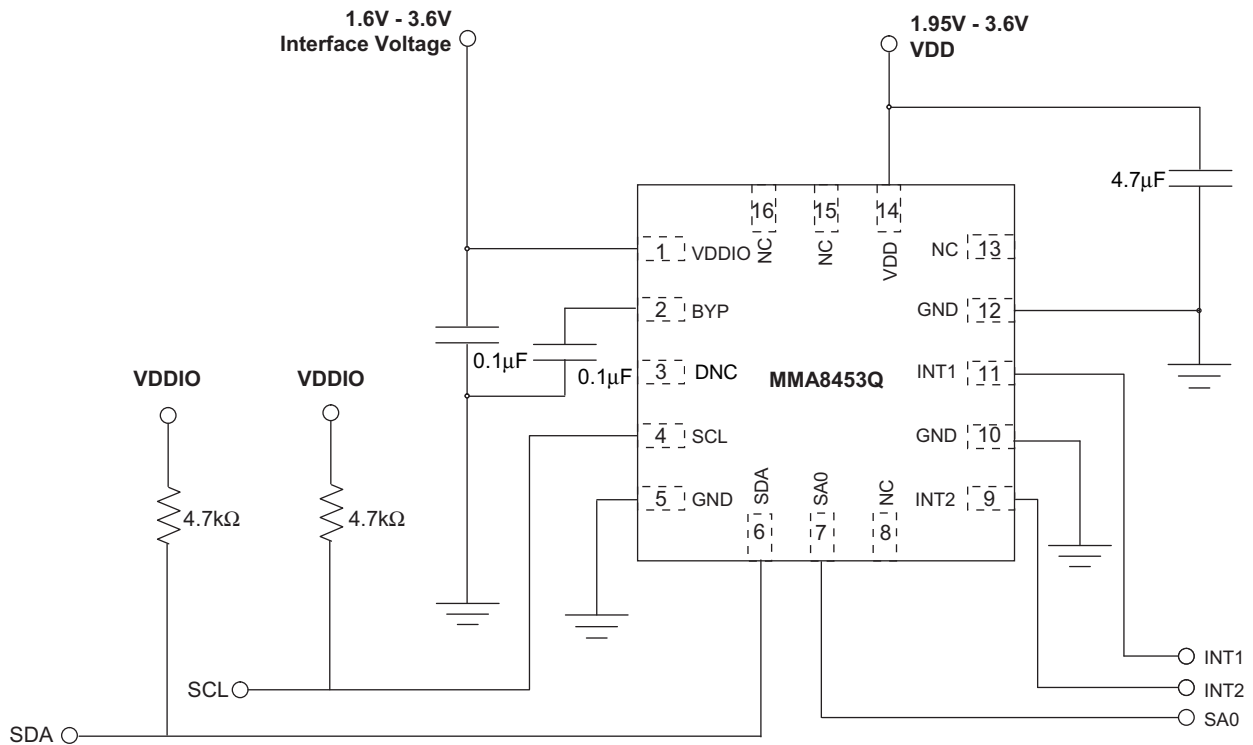 1.6V - 3.6V
Interface Voltage
1.95V - 3.6V
VDD
4.7μF
16
NC
15
NC
14
VDD
1
VDDIO
NC
13
2
BYP
GND
12
0.1μF
0.1μF
3
DNC
MMA8453Q
INT1
11
VDDIO
VDDIO
4
SCL
GND
10
5
GND
SDA
6
SA0
7
NC
8
INT2
9
4.7kΩ
4.7kΩ
INT1
INT2
SA0
SCL
SDA